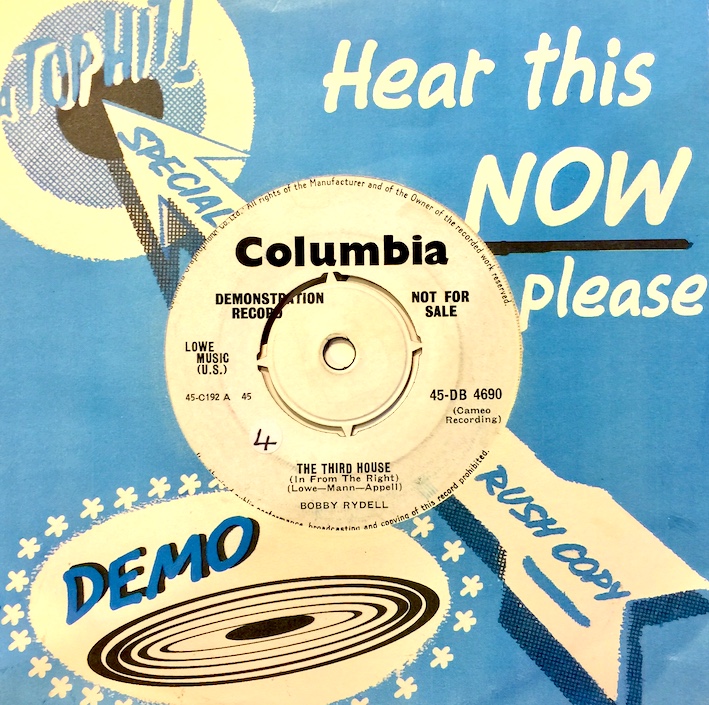 a TOP HIT!
SPECIAL
Hear this
NOW
please
Co. Ltd. All rights of the Manufacturer and of the Owner of the recorded work reserved.
Columbia
DEMONSTRATION
RECORD
NOT FOR
SALE
LOWE
MUSIC
(U.S.)
45-C192 A 45
45-DB 4690
(Cameo
Recording)
4
THE THIRD HOUSE
(In From The Right)
(Lowe—Mann—Appell)
BOBBY RYDELL
performance, broadcasting and copying of this record prohibited.
RUSH COPY
DEMO